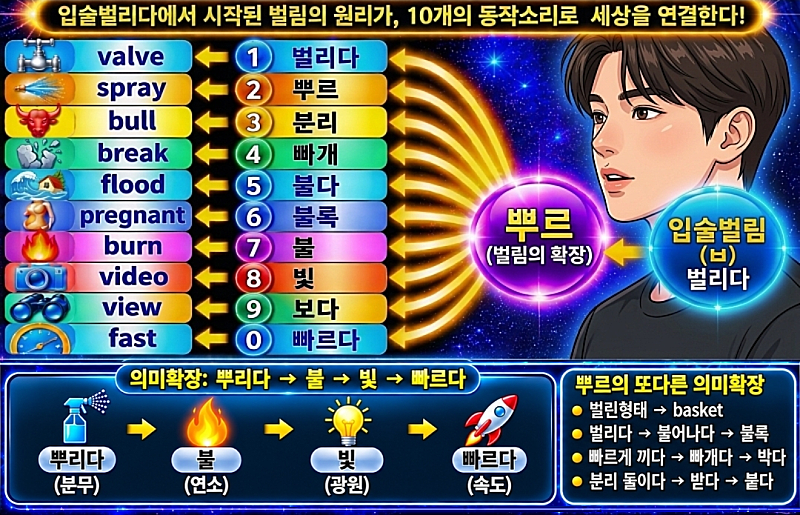 입술벌리다에서 시작된 벌림의 원리가, 10개의 동작소리로 세상을 연결한다!
valve 1 벌리다
spray 2 뿌르
bull 3 분리
break 4 빠개
flood 5 불다
pregnant 6 불록
burn 7 불
video 8 빛
view 9 보다
fast 0 빠르다
뿌르
(벌림의 확장)
입술벌림
(ㅂ)
벌리다
의미확장: 뿌리다 → 불 → 빛 → 빠르다
뿌리다
(분무)
불
(연소)
빛
(광원)
빠르다
(속도)
뿌르의 또다른 의미확장
벌린형태 → basket
벌리다 → 불어나다 → 불록
빠르게 끼다 → 빠개다 → 박다
분리 돌이다 → 받다 → 붙다